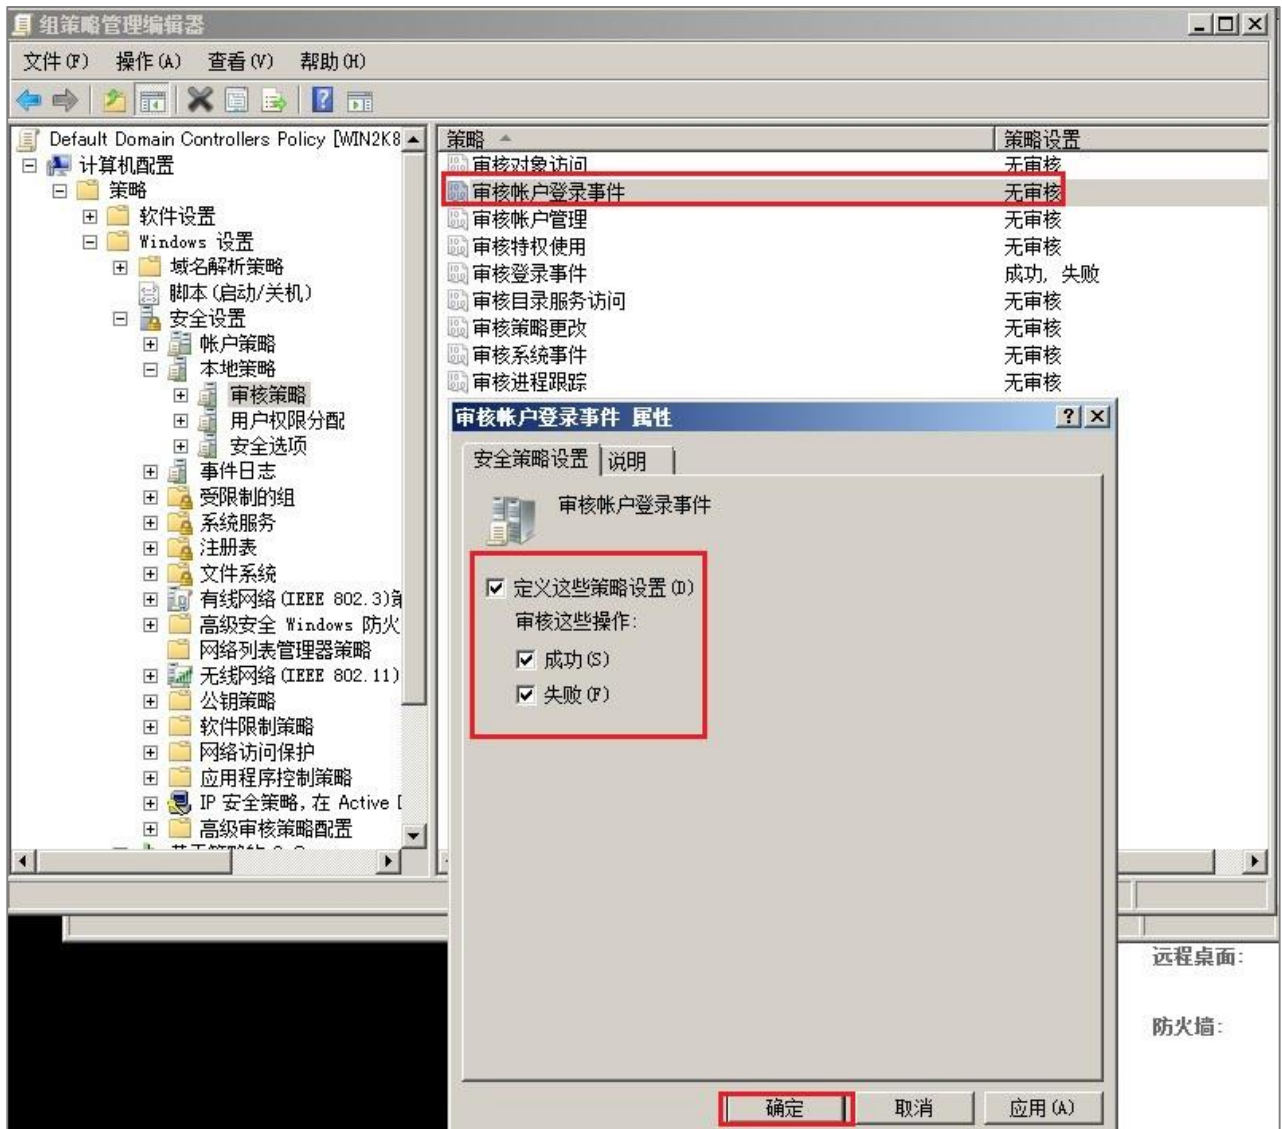 组策略管理编辑器
文件(F) 操作(A) 查看(V) 帮助(H)
Default Domain Controllers Policy [WIN2K8
计算机配置
策略
软件设置
Windows 设置
域名解析策略
脚本(启动/关机)
安全设置
帐户策略
本地策略
审核策略
用户权限分配
安全选项
事件日志
受限制的组
系统服务
注册表
文件系统
有线网络(IEEE 802.3)策
高级安全 Windows 防火
网络列表管理器策略
无线网络(IEEE 802.11)
公钥策略
软件限制策略
网络访问保护
应用程序控制策略
IP 安全策略，在 Active D
高级审核策略配置
策略 策略设置
审核对象访问 无审核
审核帐户登录事件 无审核
审核帐户管理 无审核
审核特权使用 无审核
审核登录事件 成功, 失败
审核目录服务访问 无审核
审核策略更改 无审核
审核系统事件 无审核
审核进程跟踪 无审核
审核帐户登录事件 属性
安全策略设置 说明
审核帐户登录事件
定义这些策略设置(D)
审核这些操作:
成功(S)
失败(F)
确定 取消 应用(A)
远程桌面:
防火墙: